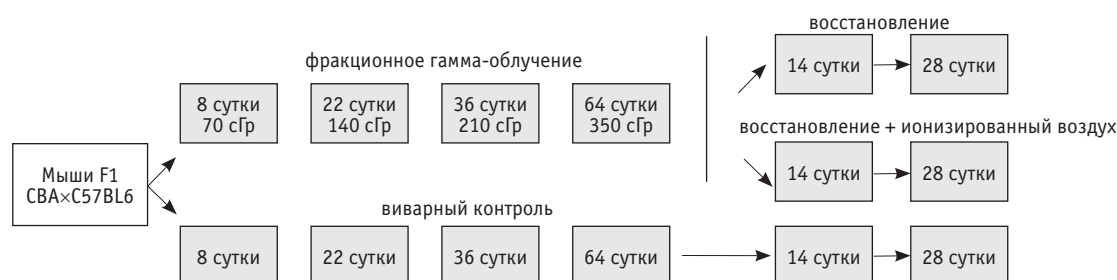 восстановление
14 сутки
28 сутки
фракционное гамма-облучение
8 сутки
70 сГр
22 сутки
140 сГр
36 сутки
210 сГр
64 сутки
350 сГр
восстановление + ионизированный воздух
14 сутки
28 сутки
Мыши F1
CBA×C57BL6
виварный контроль
8 сутки
22 сутки
36 сутки
64 сутки
14 сутки
28 сутки